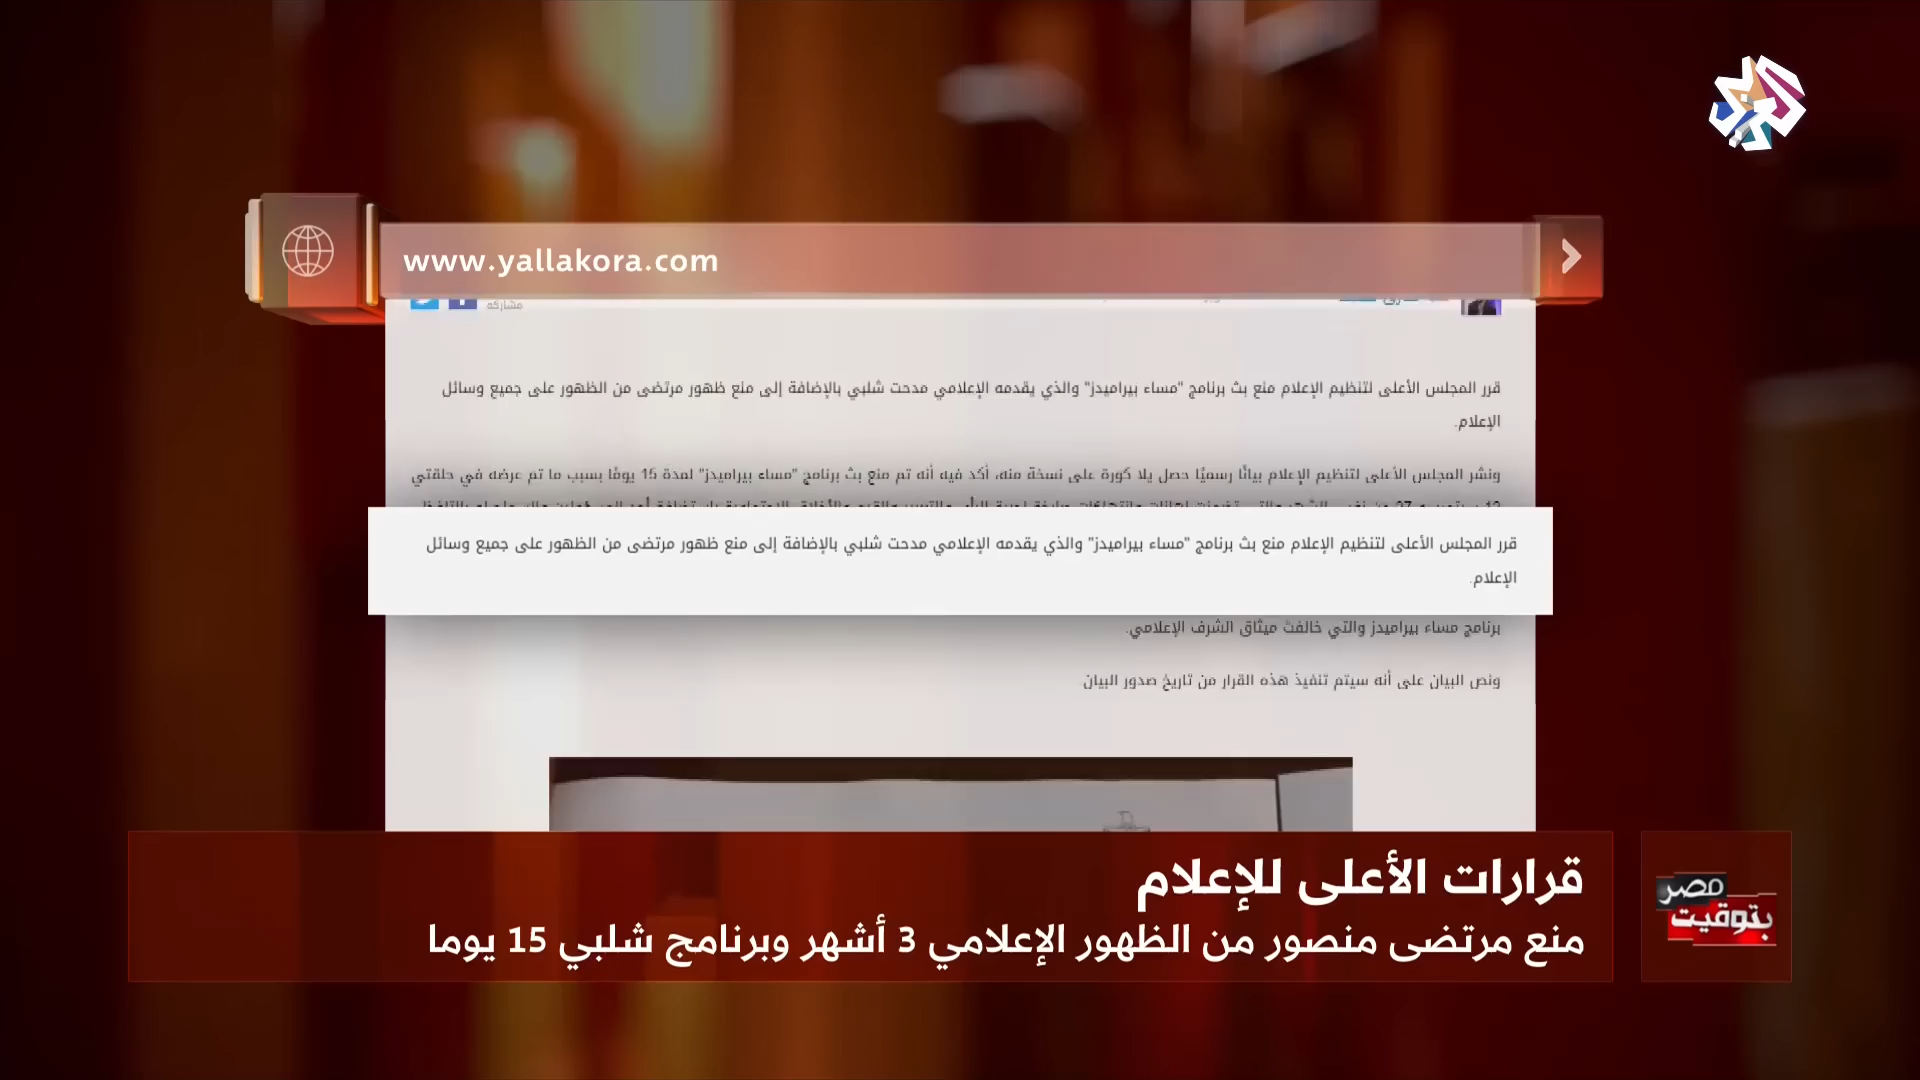 www.yallakora.com
مشاركة
قرر المجلس الأعلى لتنظيم الإعلام منع بث برنامج "مساء بيراميدز" والذي يقدمه الإعلامي مدحت شلبي بالإضافة إلى منع ظهور مرتضى من الظهور على جميع وسائل
الإعلام.
ونشر المجلس الأعلى لتنظيم الإعلام بيانًا رسميًا حصل يلا كورة على نسخة منه، أكد فيه أنه تم منع بث برنامج "مساء بيراميدز" لمدة 15 يومًا بسبب ما تم عرضه في حلقتي
قرر المجلس الأعلى لتنظيم الإعلام منع بث برنامج "مساء بيراميدز" والذي يقدمه الإعلامي مدحت شلبي بالإضافة إلى منع ظهور مرتضى من الظهور على جميع وسائل
الإعلام.
برنامج مساء بيراميدز والتي خالفت ميثاق الشرف الإعلامي.
ونص البيان على أنه سيتم تنفيذ هذه القرار من تاريخ صدور البيان
قرارات الأعلى للإعلام
منع مرتضى منصور من الظهور الإعلامي 3 أشهر وبرنامج شلبي 15 يوما
مصر
بتوقيت